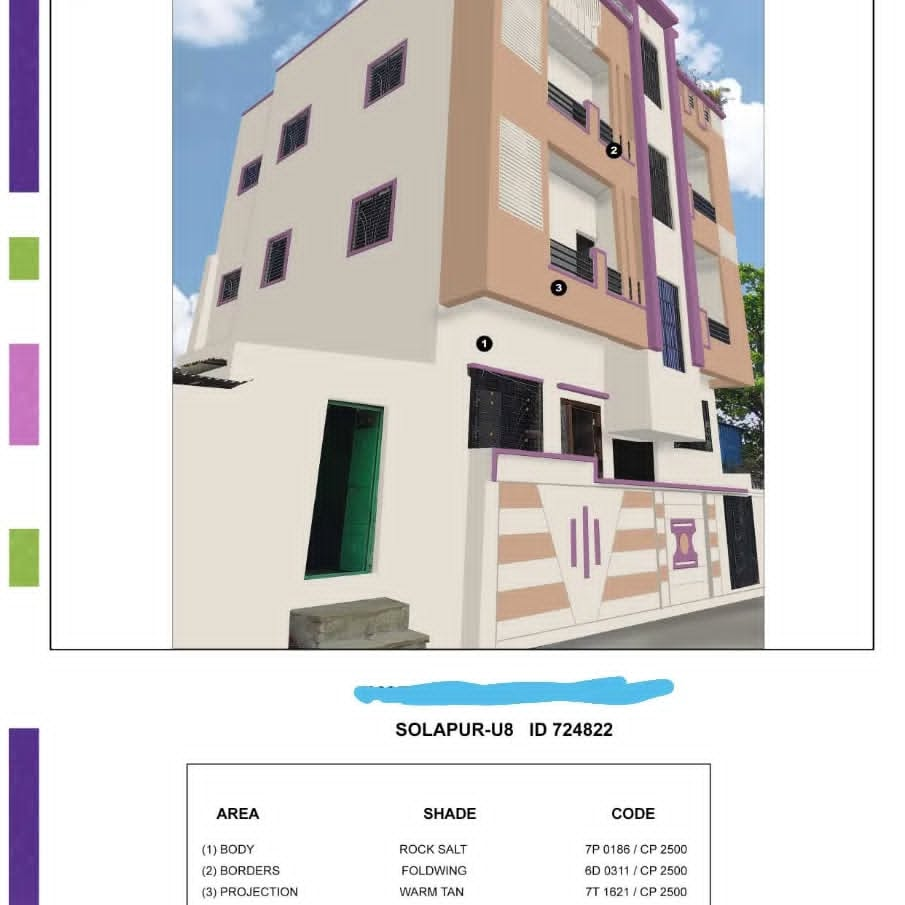 2
3
1
SOLAPUR-U8 ID 724822
AREA SHADE CODE
(1) BODY ROCK SALT 7P 0186 / CP 2500
(2) BORDERS FOLDWING 6D 0311 / CP 2500
(3) PROJECTION WARM TAN 7T 1621 / CP 2500